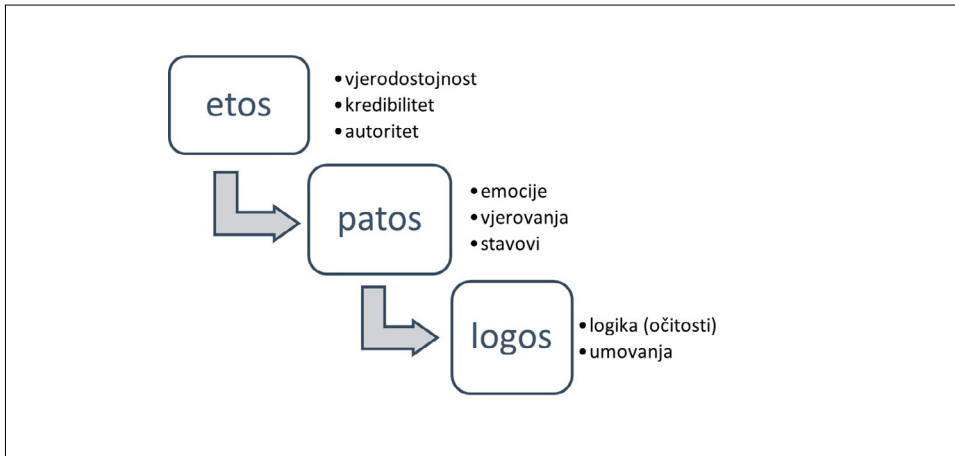 etos
• vjerodostojnost
• kredibilitet
• autoritet
patos
• emocije
• vjerovanja
• stavovi
logos
• logika (očitosti)
• umovanja